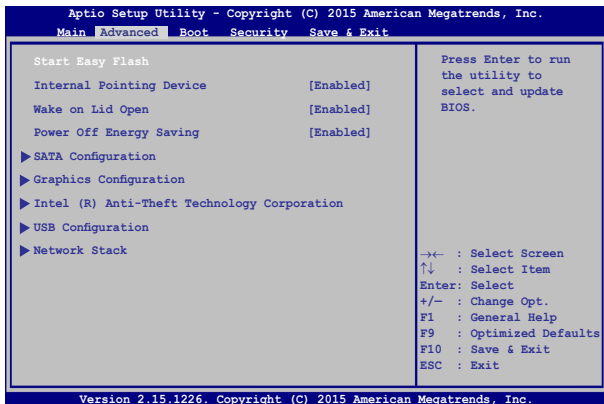 Aptio Setup Utility - Copyright (C) 2015 American Megatrends, Inc.
Main Advanced Boot Security Save & Exit
Start Easy Flash
Internal Pointing Device [Enabled]
Wake on Lid Open [Enabled]
Power Off Energy Saving [Enabled]
SATA Configuration
Graphics Configuration
Intel (R) Anti-Theft Technology Corporation
USB Configuration
Network Stack
Press Enter to run
the utility to
select and update
BIOS.
→← : Select Screen
↑↓ : Select Item
Enter: Select
+/— : Change Opt.
F1 : General Help
F9 : Optimized Defaults
F10 : Save & Exit
ESC : Exit
Version 2.15.1226. Copyright (C) 2015 American Megatrends, Inc.